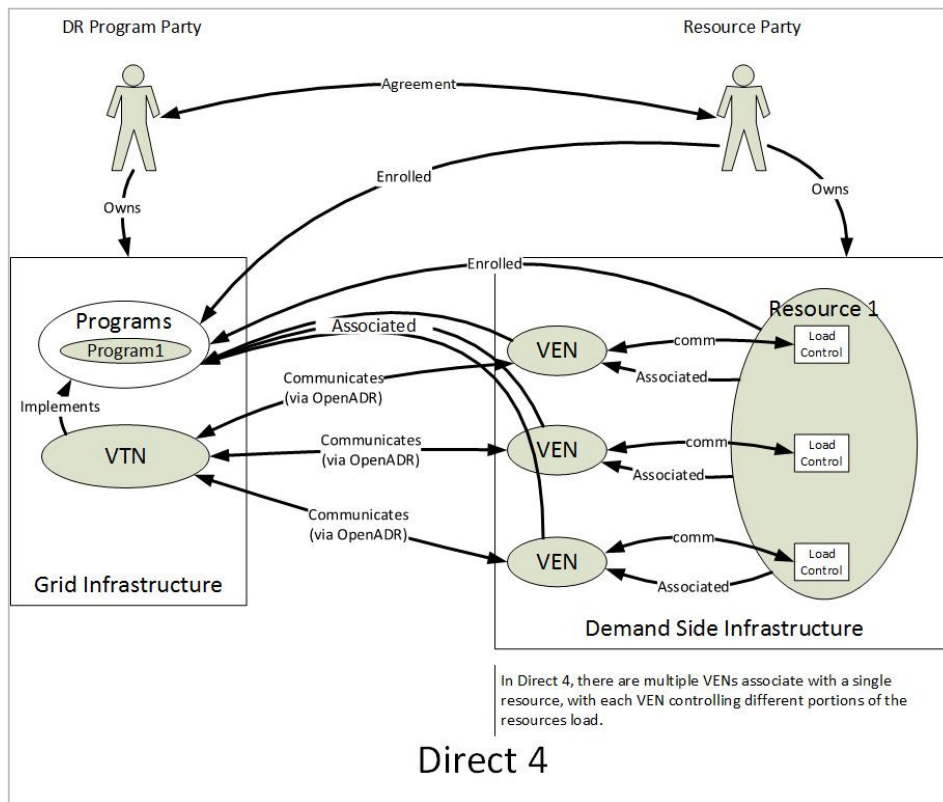 DR Program Party
Resource Party
Agreement
Enrolled
Owns
Owns
Enrolled
Programs
Program1
Associated
Resource 1
VEN
comm
Load
Control
Communicates
(via OpenADR)
Associated
Implements
VTN
Communicates
(via OpenADR)
VEN
comm
Load
Control
Associated
Communicates
(via OpenADR)
VEN
comm
Load
Control
Associated
Grid Infrastructure
Demand Side Infrastructure
In Direct 4, there are multiple VENs associate with a single
resource, with each VEN controlling different portions of the
resources load.
Direct 4